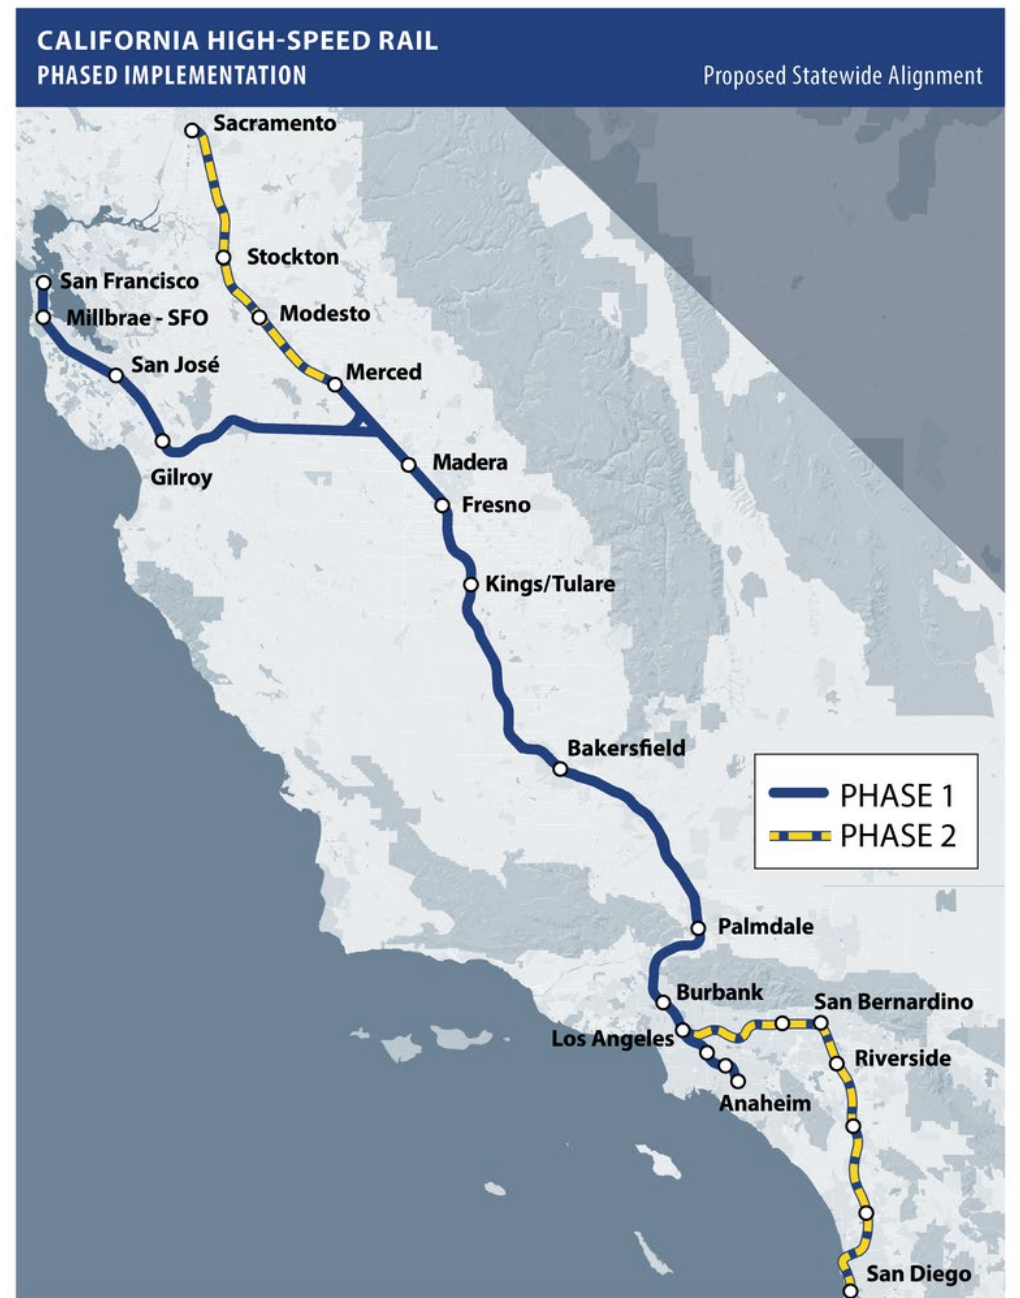 CALIFORNIA HIGH-SPEED RAIL
PHASED IMPLEMENTATION
Proposed Statewide Alignment
Sacramento
Stockton
San Francisco
Modesto
Millbrae - SFO
San José
Merced
Madera
Gilroy
Fresno
Kings/Tulare
Bakersfield
PHASE 1
PHASE 2
Palmdale
Burbank
San Bernardino
Los Angeles
Riverside
Anaheim
San Diego